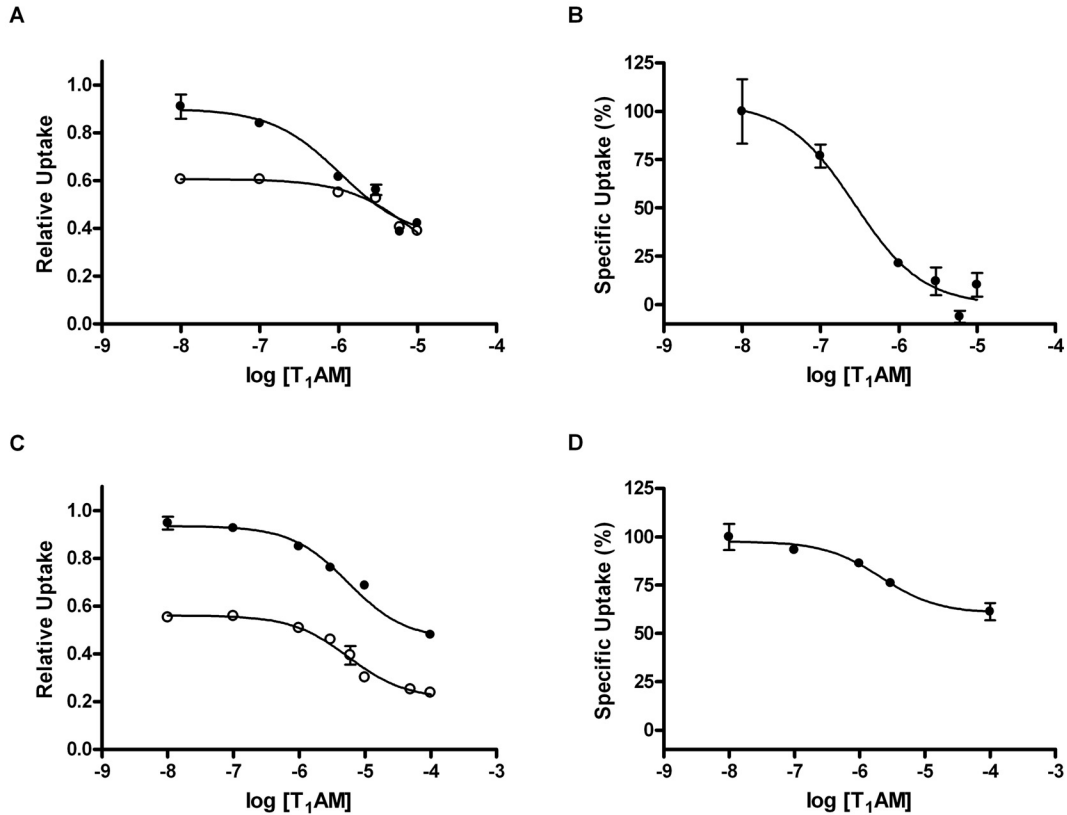 A
Relative Uptake
1.0
0.8
0.6
0.4
0.2
0.0
-9 -8 -7 -6 -5 -4
log [T₁AM]
B
Specific Uptake (%)
125
100
75
50
25
0
-9 -8 -7 -6 -5 -4
log [T₁AM]
C
Relative Uptake
1.0
0.8
0.6
0.4
0.2
0.0
-9 -8 -7 -6 -5 -4 -3
log [T₁AM]
D
Specific Uptake (%)
125
100
75
50
25
0
-9 -8 -7 -6 -5 -4 -3
log [T₁AM]